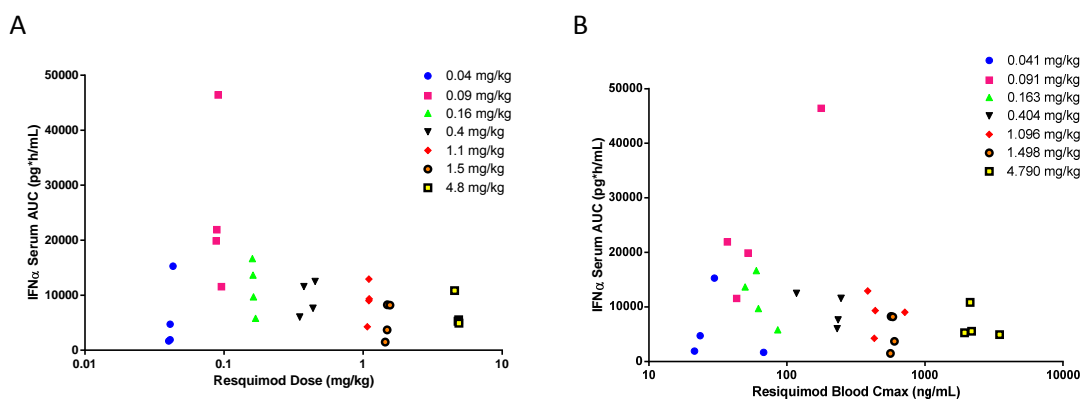 A
50000
40000
30000
20000
10000
0
0.01
0.1
1
10
IFNα Serum AUC (pg*h/mL)
Resquimod Dose (mg/kg)
0.04 mg/kg
0.09 mg/kg
0.16 mg/kg
0.4 mg/kg
1.1 mg/kg
1.5 mg/kg
4.8 mg/kg
B
50000
40000
30000
20000
10000
0
10
100
1000
10000
IFNα Serum AUC (pg*h/mL)
Resiquimod Blood Cmax (ng/mL)
0.041 mg/kg
0.091 mg/kg
0.163 mg/kg
0.404 mg/kg
1.096 mg/kg
1.498 mg/kg
4.790 mg/kg